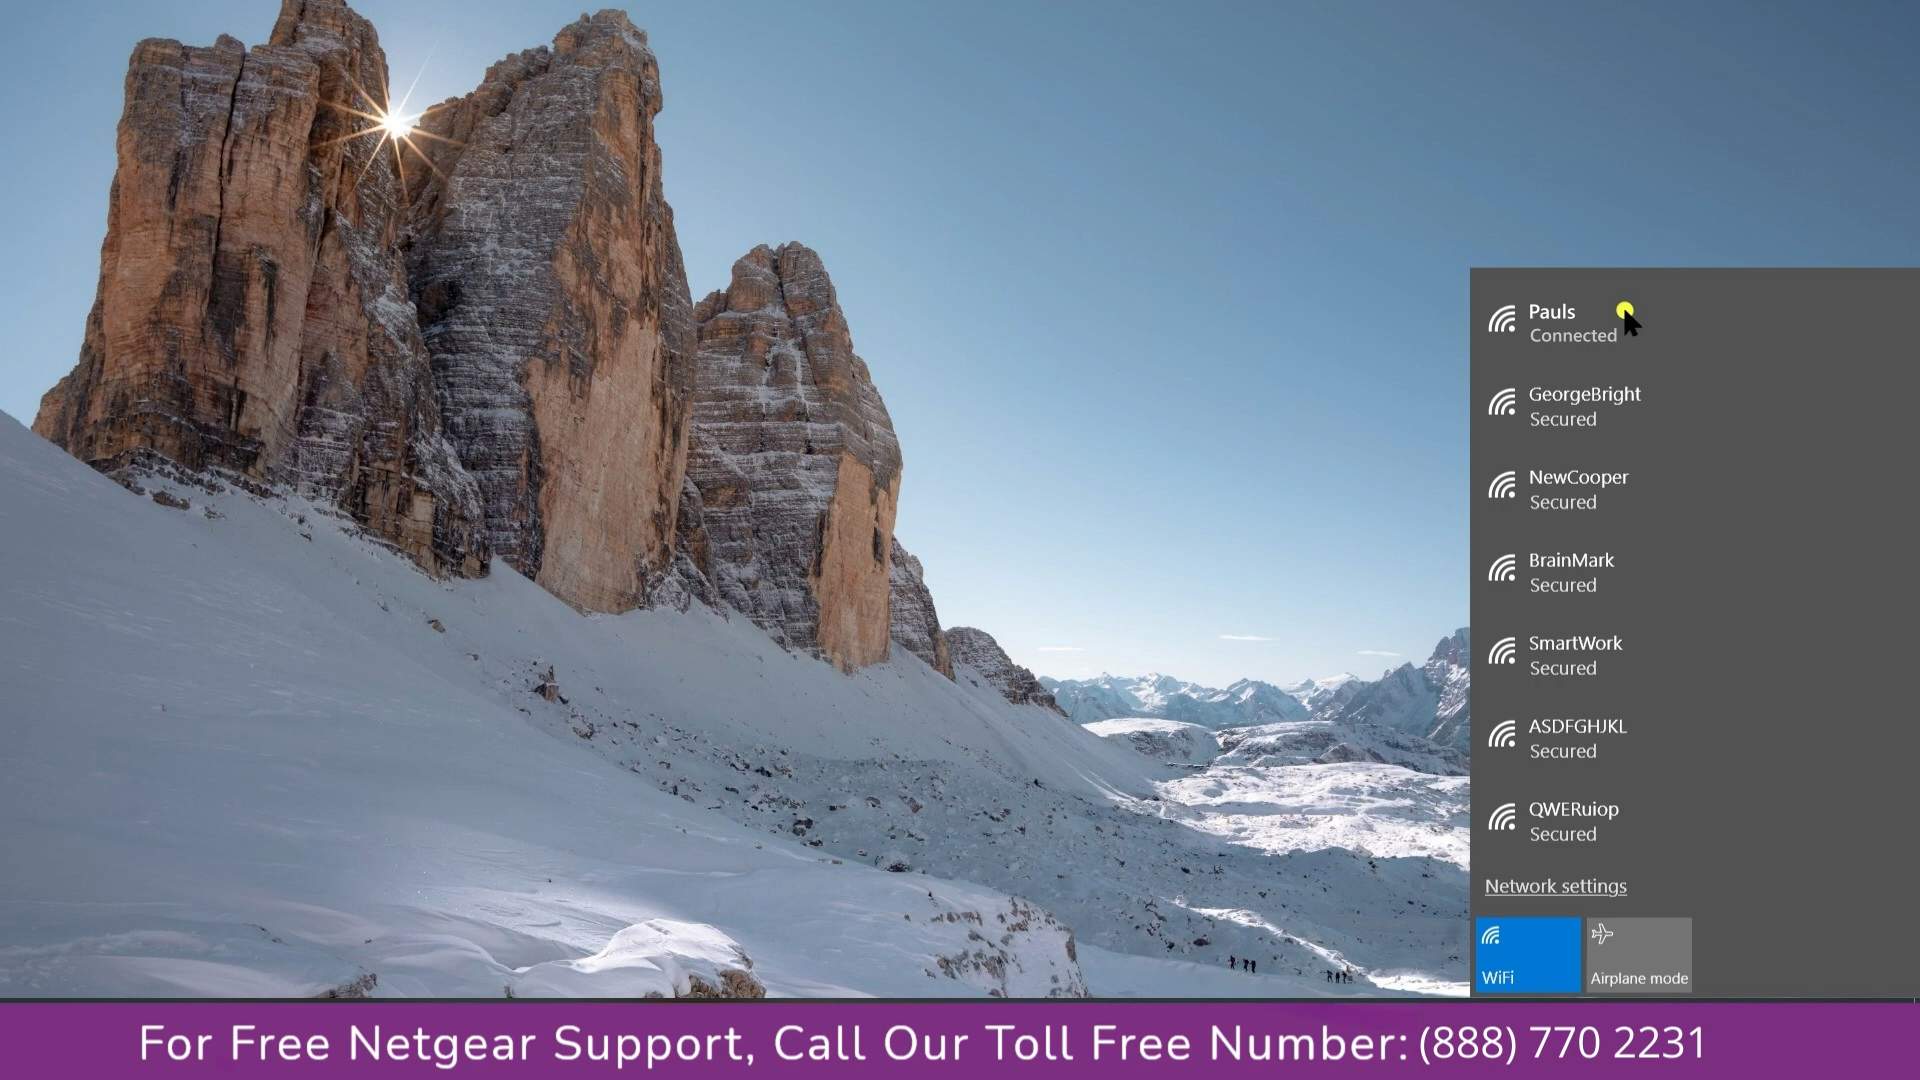 Pauls
Connected
GeorgeBright
Secured
NewCooper
Secured
BrainMark
Secured
SmartWork
Secured
ASDFGHJKL
Secured
QWERuiop
Secured
Network settings
WiFi
Airplane mode
For Free Netgear Support, Call Our Toll Free Number: (888) 770 2231